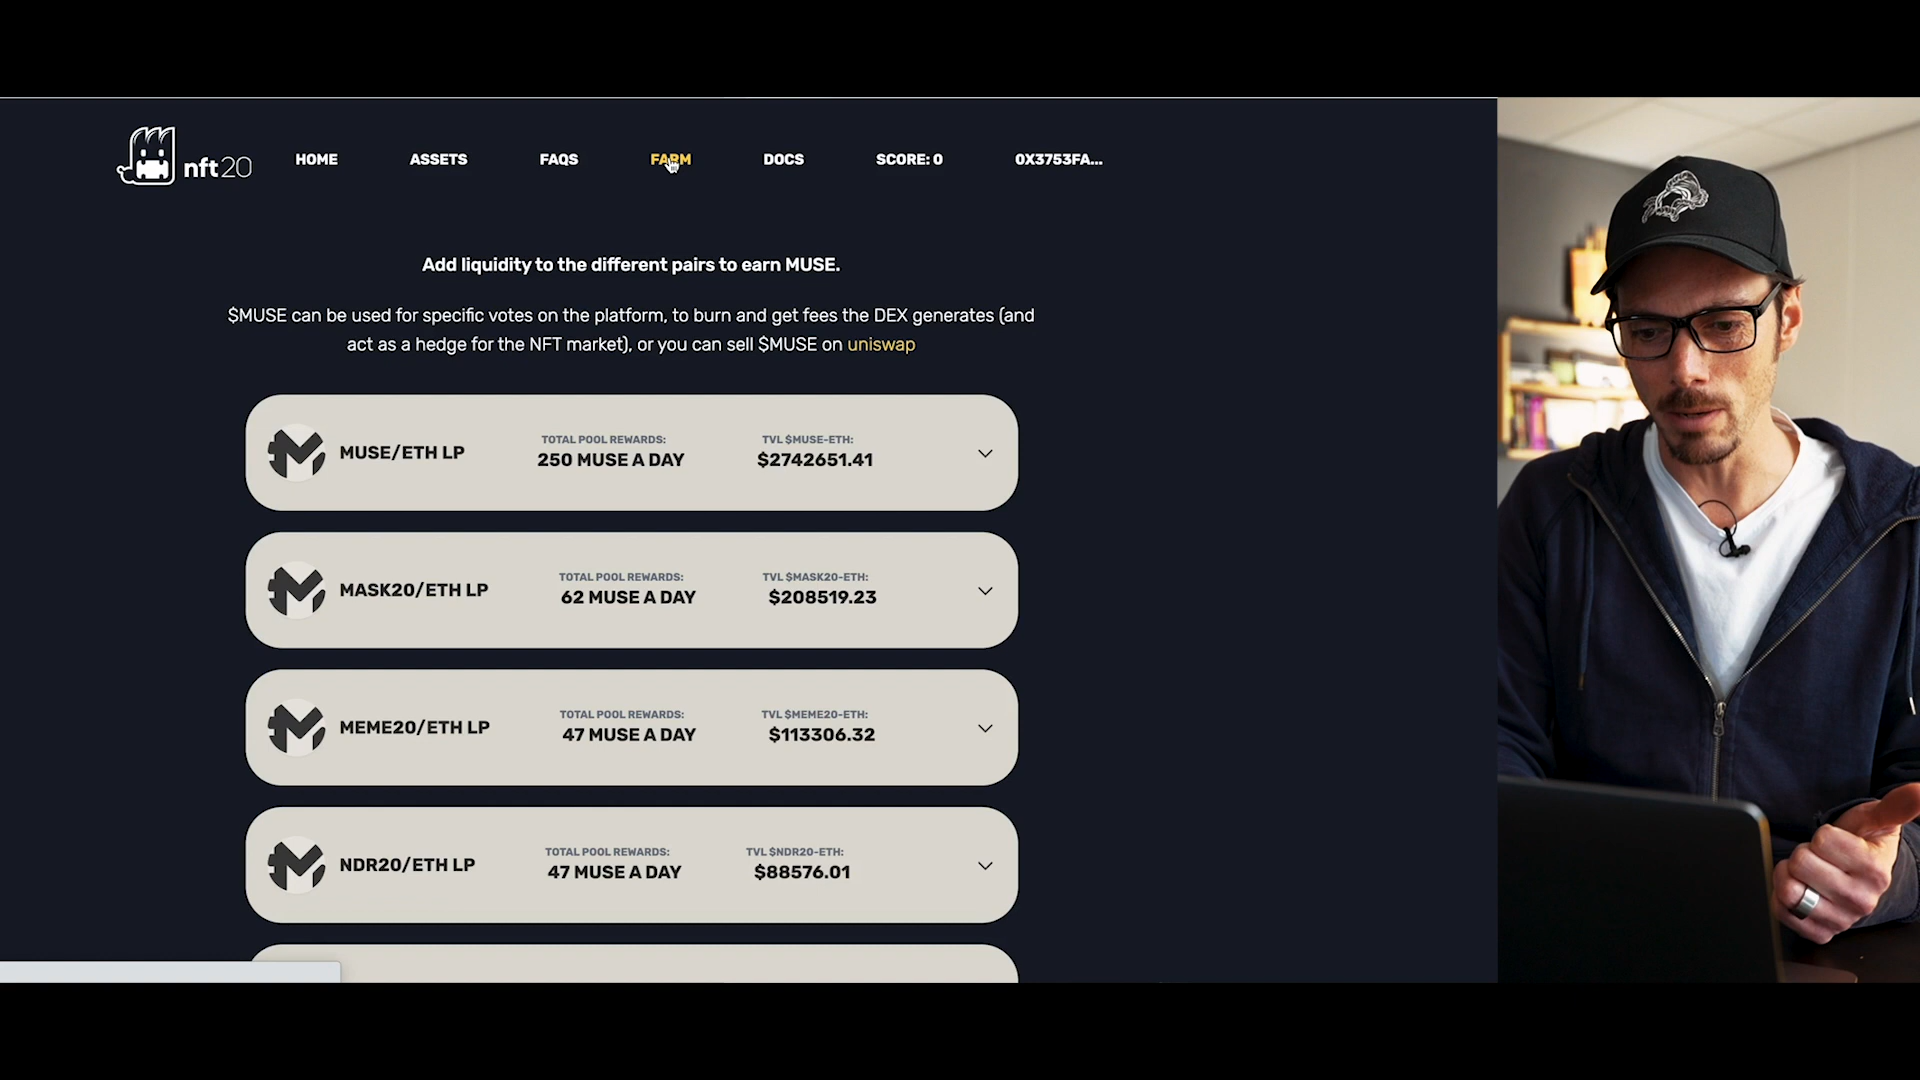 nft20
HOME
ASSETS
FAQS
FARM
DOCS
SCORE: 0
0X3753FA...
Add liquidity to the different pairs to earn MUSE.
$MUSE can be used for specific votes on the platform, to burn and get fees the DEX generates (and
act as a hedge for the NFT market), or you can sell $MUSE on uniswap
MUSE/ETH LP
TOTAL POOL REWARDS:
250 MUSE A DAY
TVL $MUSE-ETH:
$2742651.41
MASK20/ETH LP
TOTAL POOL REWARDS:
62 MUSE A DAY
TVL $MASK20-ETH:
$208519.23
MEME20/ETH LP
TOTAL POOL REWARDS:
47 MUSE A DAY
TVL $MEME20-ETH:
$113306.32
NDR20/ETH LP
TOTAL POOL REWARDS:
47 MUSE A DAY
TVL $NDR20-ETH:
$88576.01